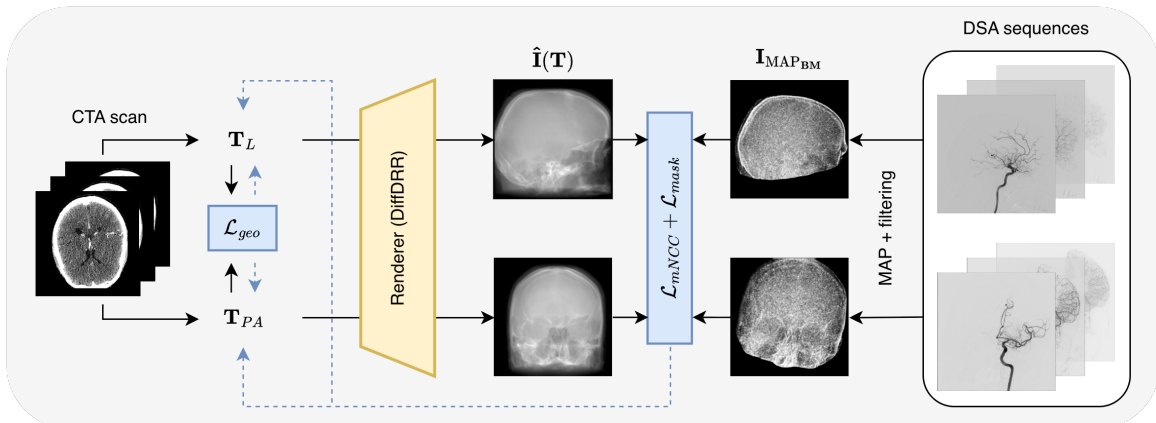 DSA sequences
CTA scan
Î(T)
I_MAP_BM
T_L
L_geo
T_PA
Renderer (DiffDRR)
L_mNCC + L_mask
MAP + filtering